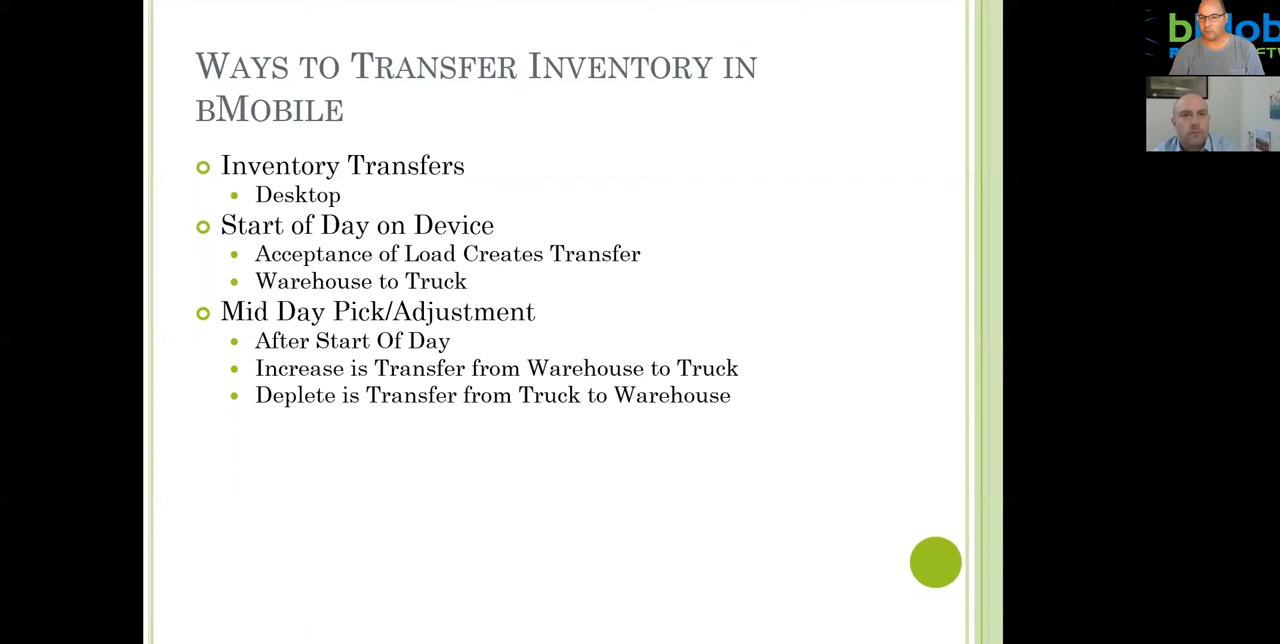 Ways to Transfer Inventory in
bMobile
Inventory Transfers
Desktop
Start of Day on Device
Acceptance of Load Creates Transfer
Warehouse to Truck
Mid Day Pick/Adjustment
After Start Of Day
Increase is Transfer from Warehouse to Truck
Deplete is Transfer from Truck to Warehouse